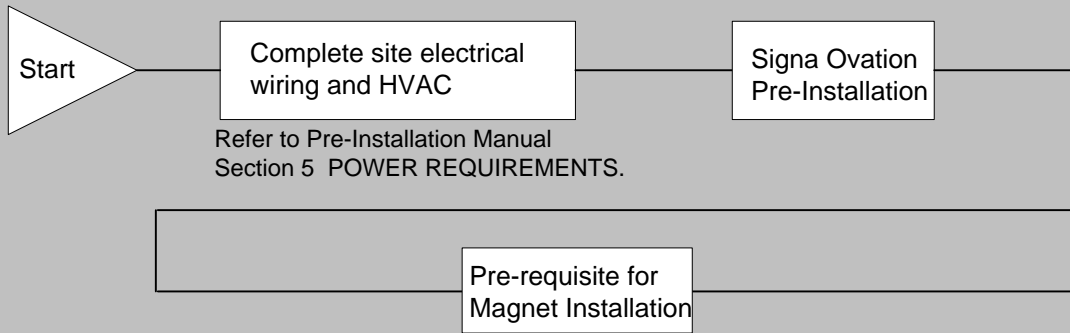 Start
Complete site electrical
wiring and HVAC
Signa Ovation
Pre-Installation
Refer to Pre-Installation Manual
Section 5 POWER REQUIREMENTS.
Pre-requisite for
Magnet Installation